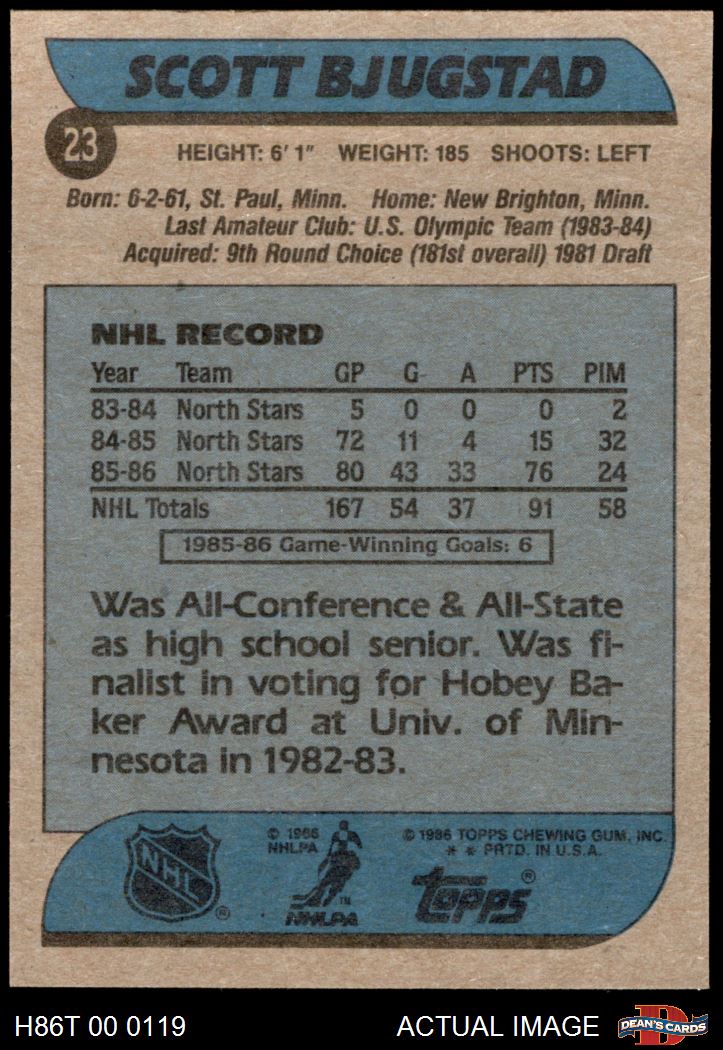 SCOTT BJUGSTAD
23
HEIGHT: 6' 1" WEIGHT: 185 SHOOTS: LEFT
Born: 6-2-61, St. Paul, Minn. Home: New Brighton, Minn.
Last Amateur Club: U.S. Olympic Team (1983-84)
Acquired: 9th Round Choice (181st overall) 1981 Draft
NHL RECORD
Year Team GP G A PTS PIM
83-84 North Stars 5 0 0 0 2
84-85 North Stars 72 11 4 15 32
85-86 North Stars 80 43 33 76 24
NHL Totals 167 54 37 91 58
1985-86 Game-Winning Goals: 6
Was All-Conference & All-State
as high school senior. Was fi-
nalist in voting for Hobey Ba-
ker Award at Univ. of Min-
nesota in 1982-83.
NHL ®
© 1986
NHLPA
TM
NHLPA
© 1986 TOPPS CHEWING GUM, INC.
* * PRTD. IN U.S.A.
Topps ®
H86T 00 0119 ACTUAL IMAGE
D
DEAN'S CARDS